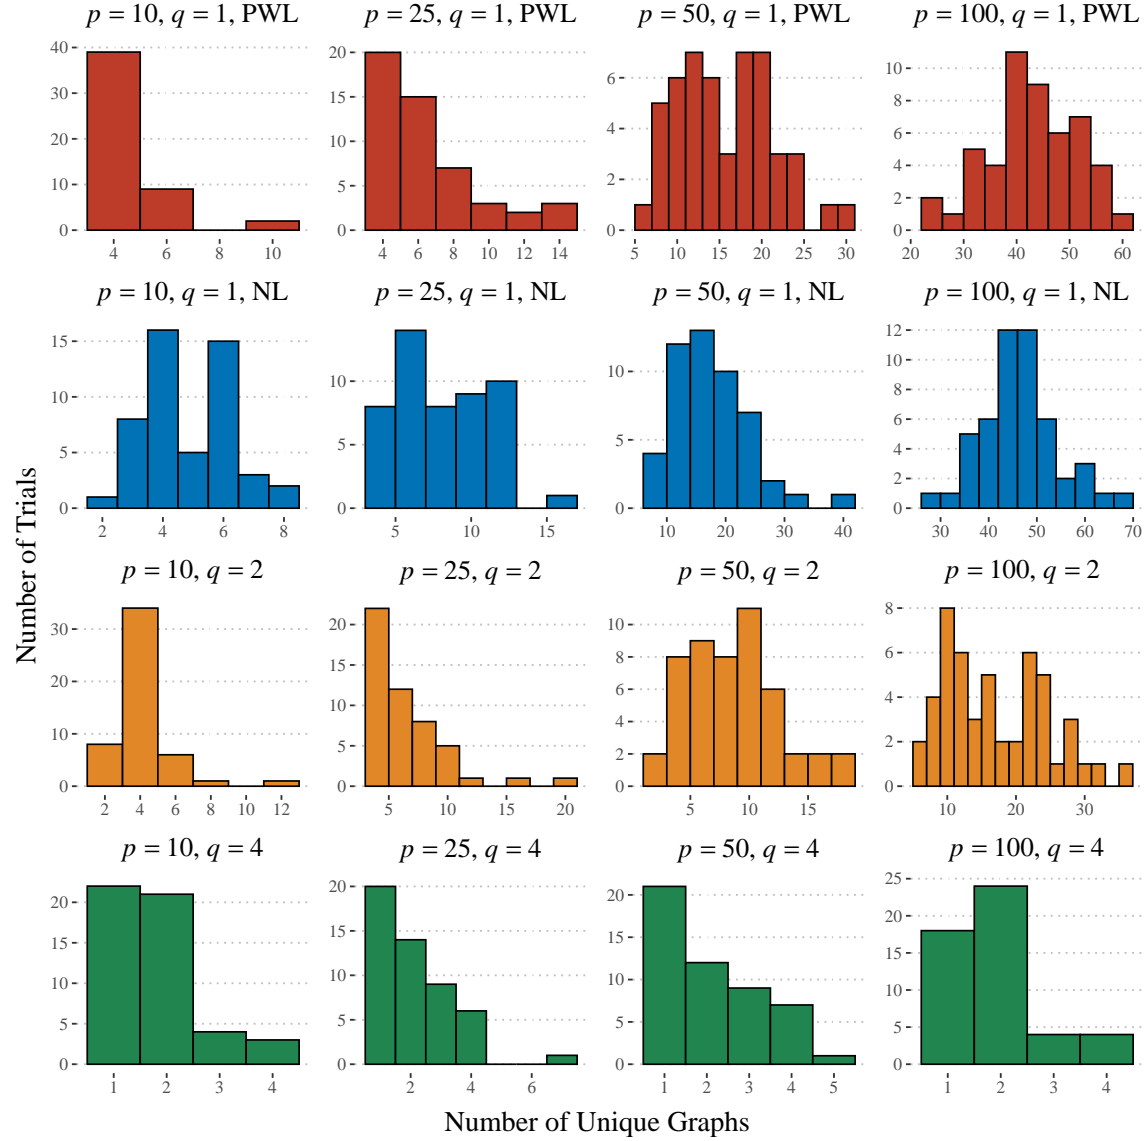 p = 10, q = 1, PWL
p = 25, q = 1, PWL
p = 50, q = 1, PWL
p = 100, q = 1, PWL
40
30
20
10
0
4 6 8 10
20
15
10
5
0
4 6 8 10 12 14
6
4
2
0
5 10 15 20 25 30
10
8
6
4
2
0
20 30 40 50 60
p = 10, q = 1, NL
p = 25, q = 1, NL
p = 50, q = 1, NL
p = 100, q = 1, NL
15
10
5
0
2 4 6 8
10
5
0
5 10 15
10
5
0
10 20 30 40
12
10
8
6
4
2
0
30 40 50 60 70
Number of Trials
p = 10, q = 2
p = 25, q = 2
p = 50, q = 2
p = 100, q = 2
30
20
10
0
2 4 6 8 10 12
20
15
10
5
0
5 10 15 20
10
8
6
4
2
0
5 10 15
8
6
4
2
0
10 20 30
p = 10, q = 4
p = 25, q = 4
p = 50, q = 4
p = 100, q = 4
20
15
10
5
0
1 2 3 4
20
15
10
5
0
2 4 6
20
15
10
5
0
1 2 3 4 5
25
20
15
10
5
0
1 2 3 4
Number of Unique Graphs